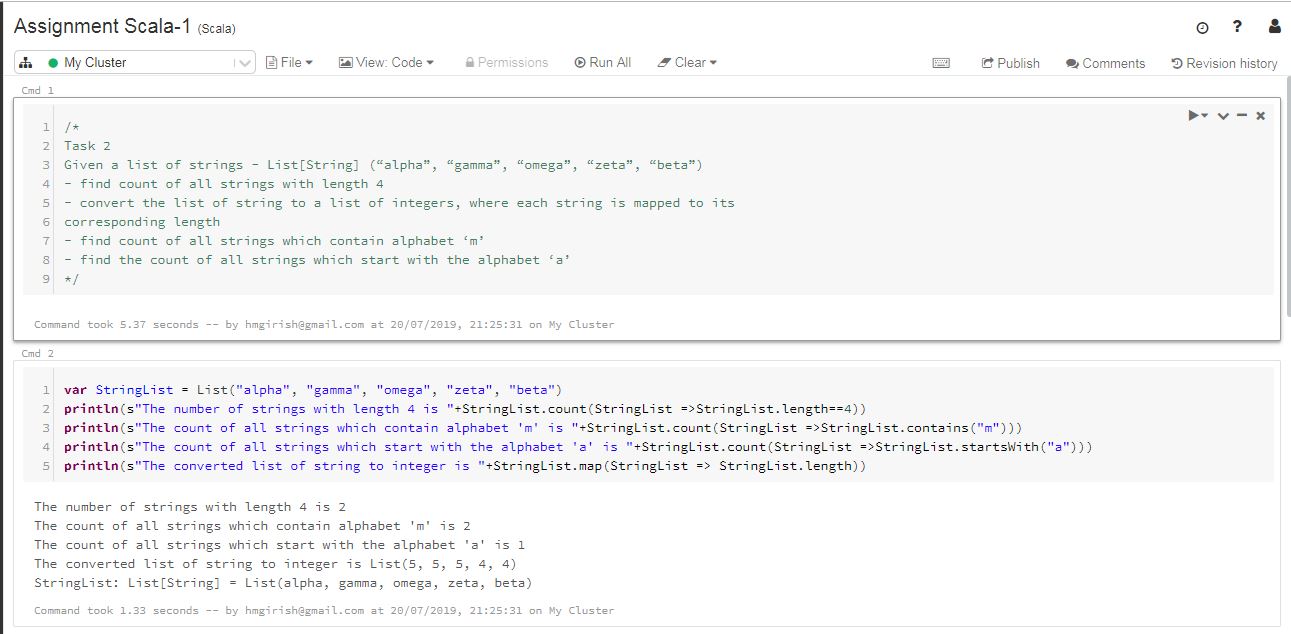 Assignment Scala-1 (Scala)
?
My Cluster File View: Code Permissions Run All Clear Publish Comments Revision history
Cmd 1
1 /*
2 Task 2
3 Given a list of strings - List[String] (“alpha”, “gamma”, “omega”, “zeta”, “beta”)
4 - find count of all strings with length 4
5 - convert the list of string to a list of integers, where each string is mapped to its
6 corresponding length
7 - find count of all strings which contain alphabet ‘m’
8 - find the count of all strings which start with the alphabet ‘a’
9 */
Command took 5.37 seconds -- by hmgirish@gmail.com at 20/07/2019, 21:25:31 on My Cluster
Cmd 2
1 var StringList = List("alpha", "gamma", "omega", "zeta", "beta")
2 println(s"The number of strings with length 4 is "+StringList.count(StringList =>StringList.length==4))
3 println(s"The count of all strings which contain alphabet 'm' is "+StringList.count(StringList =>StringList.contains("m")))
4 println(s"The count of all strings which start with the alphabet 'a' is "+StringList.count(StringList =>StringList.startsWith("a")))
5 println(s"The converted list of string to integer is "+StringList.map(StringList => StringList.length))
The number of strings with length 4 is 2
The count of all strings which contain alphabet 'm' is 2
The count of all strings which start with the alphabet 'a' is 1
The converted list of string to integer is List(5, 5, 5, 4, 4)
StringList: List[String] = List(alpha, gamma, omega, zeta, beta)
Command took 1.33 seconds -- by hmgirish@gmail.com at 20/07/2019, 21:25:31 on My Cluster